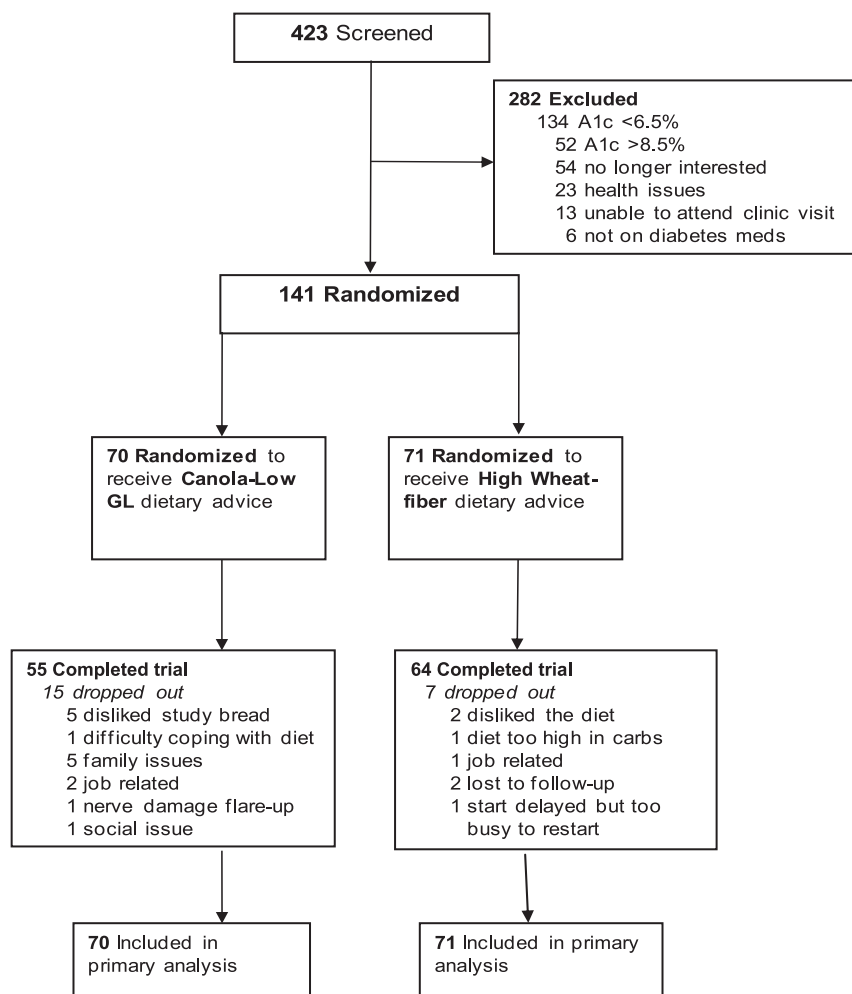 423 Screened
282 Excluded
134 A1c <6.5%
52 A1c >8.5%
54 no longer interested
23 health issues
13 unable to attend clinic visit
6 not on diabetes meds
141 Randomized
70 Randomized to
receive Canola-Low
GL dietary advice
71 Randomized to
receive High Wheat-
fiber dietary advice
55 Completed trial
15 dropped out
5 disliked study bread
1 difficulty coping with diet
5 family issues
2 job related
1 nerve damage flare-up
1 social issue
64 Completed trial
7 dropped out
2 disliked the diet
1 diet too high in carbs
1 job related
2 lost to follow-up
1 start delayed but too
busy to restart
70 Included in
primary analysis
71 Included in primary
analysis